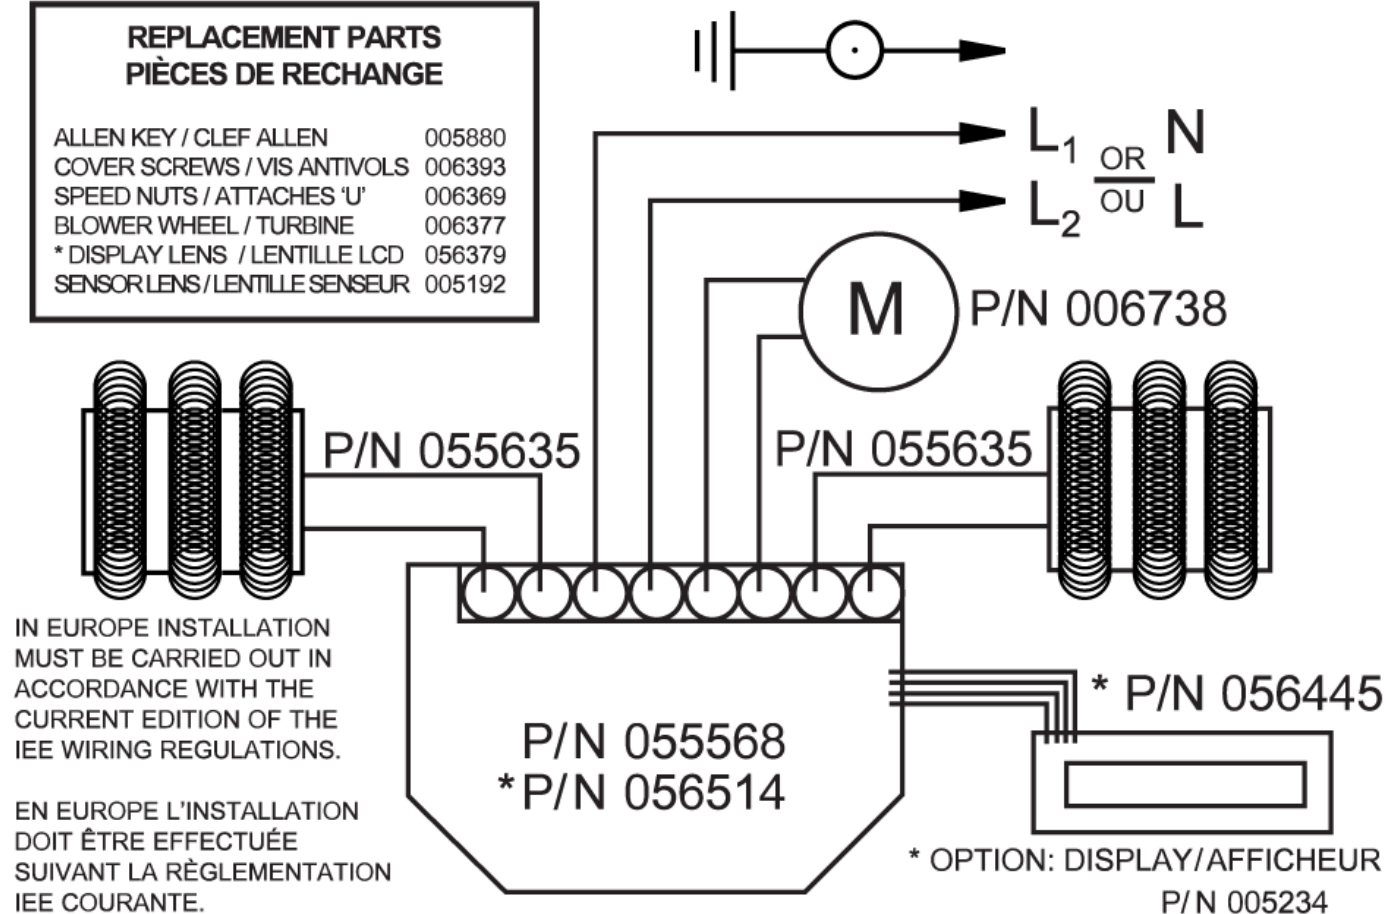 REPLACEMENT PARTS
PIÈCES DE RECHANGE
ALLEN KEY / CLEF ALLEN 005880
COVER SCREWS / VIS ANTIVOLS 006393
SPEED NUTS / ATTACHES ‘U’ 006369
BLOWER WHEEL / TURBINE 006377
* DISPLAY LENS / LENTILLE LCD 056379
SENSOR LENS / LENTILLE SENSEUR 005192
L1 OR N
L2 OU L
M P/N 006738
P/N 055635
P/N 055635
IN EUROPE INSTALLATION
MUST BE CARRIED OUT IN
ACCORDANCE WITH THE
CURRENT EDITION OF THE
IEE WIRING REGULATIONS.
EN EUROPE L’INSTALLATION
DOIT ÊTRE EFFECTUÉE
SUIVANT LA RÈGLEMENTATION
IEE COURANTE.
P/N 055568
*P/N 056514
* P/N 056445
* OPTION: DISPLAY/AFFICHEUR
P/N 005234